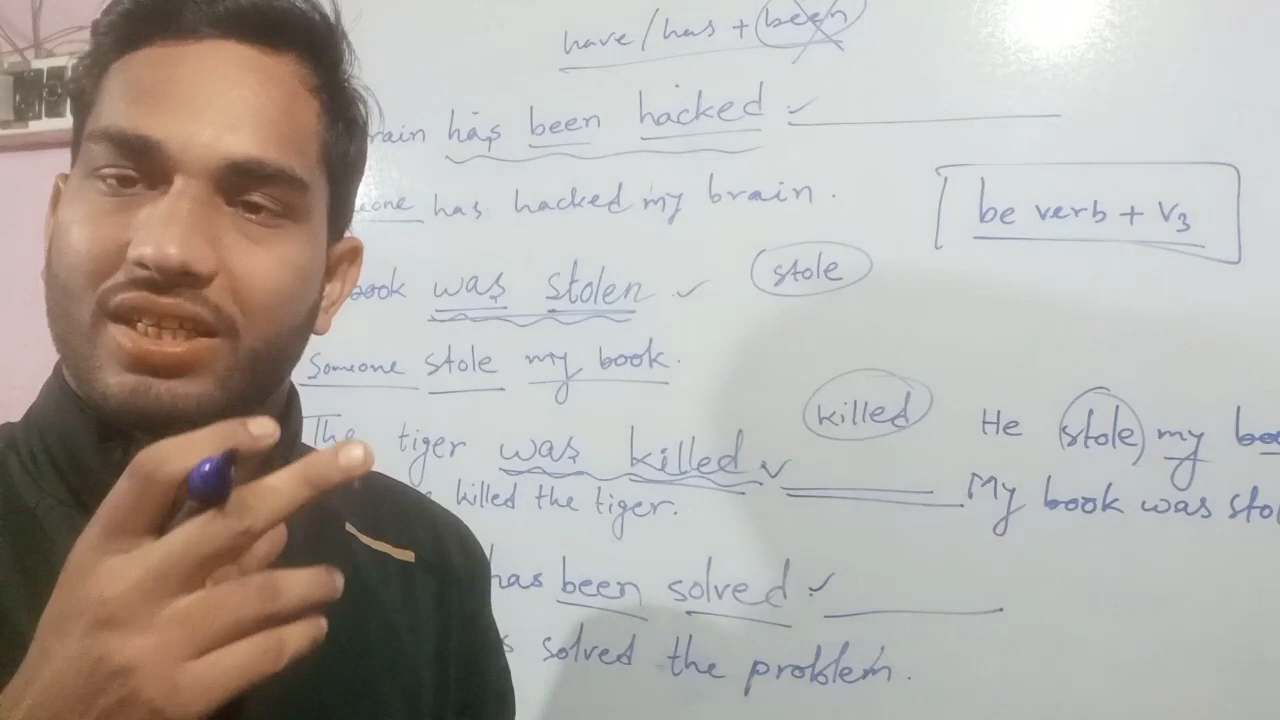 have/has + been
rain has been hacked
one has hacked my brain.
be verb + V3
book was stolen
stole
Someone stole my book.
killed
The tiger was killed
He stole my
killed the tiger.
My book was
has been solved
solved the problem.